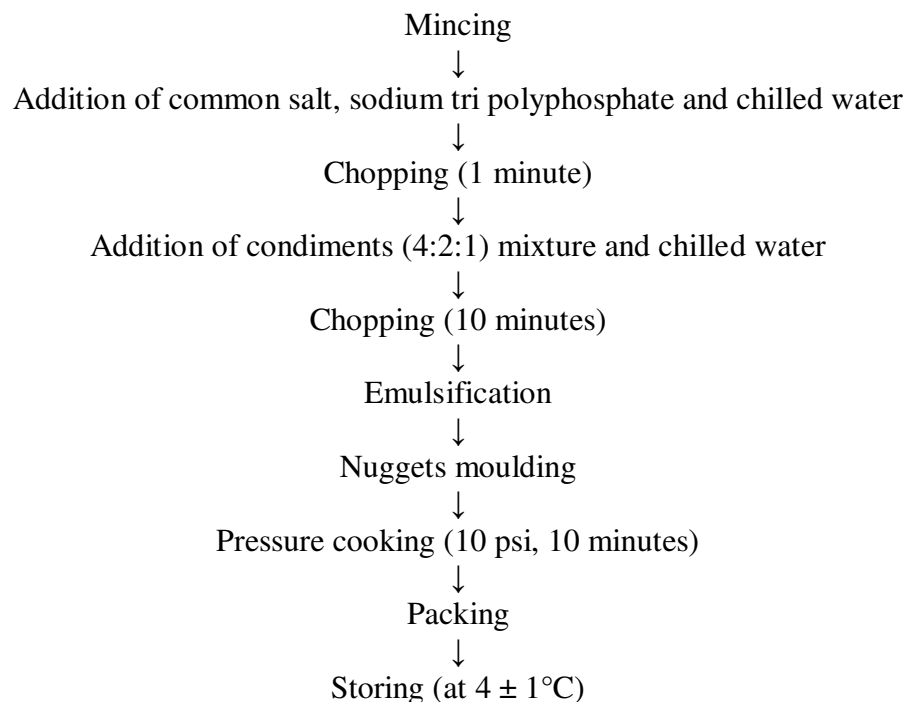 Mincing
↓
Addition of common salt, sodium tri polyphosphate and chilled water
↓
Chopping (1 minute)
↓
Addition of condiments (4:2:1) mixture and chilled water
↓
Chopping (10 minutes)
↓
Emulsification
↓
Nuggets moulding
↓
Pressure cooking (10 psi, 10 minutes)
↓
Packing
↓
Storing (at 4 ± 1°C)